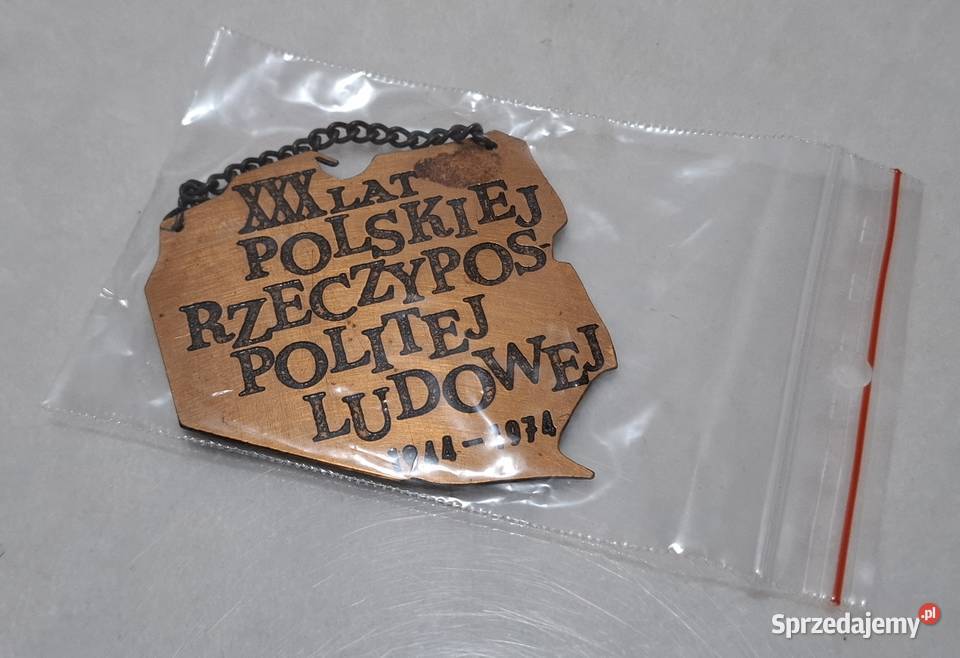 XXX LAT
POLSKIEJ
RZECZYPOS-
POLITEJ
LUDOWEJ
1944-1974
Sprzedajemy.pl